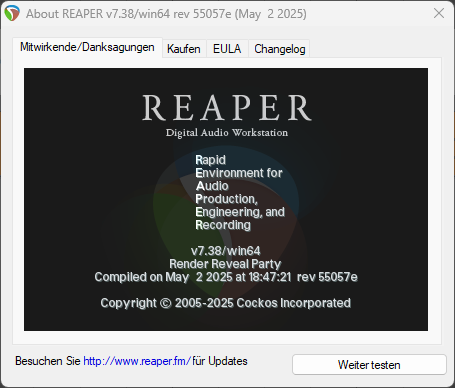 About REAPER v7.38/win64 rev 55057e (May  2 2025)
Mitwirkende/Danksagungen Kaufen EULA Changelog
REAPER
Digital Audio Workstation
Rapid
Environment for
Audio
Production,
Engineering, and
Recording
v7.38/win64
Render Reveal Party
Compiled on May  2 2025 at 18:47:21  rev 55057e
Copyright © 2005-2025 Cockos Incorporated
Besuchen Sie http://www.reaper.fm/ für Updates
Weiter testen